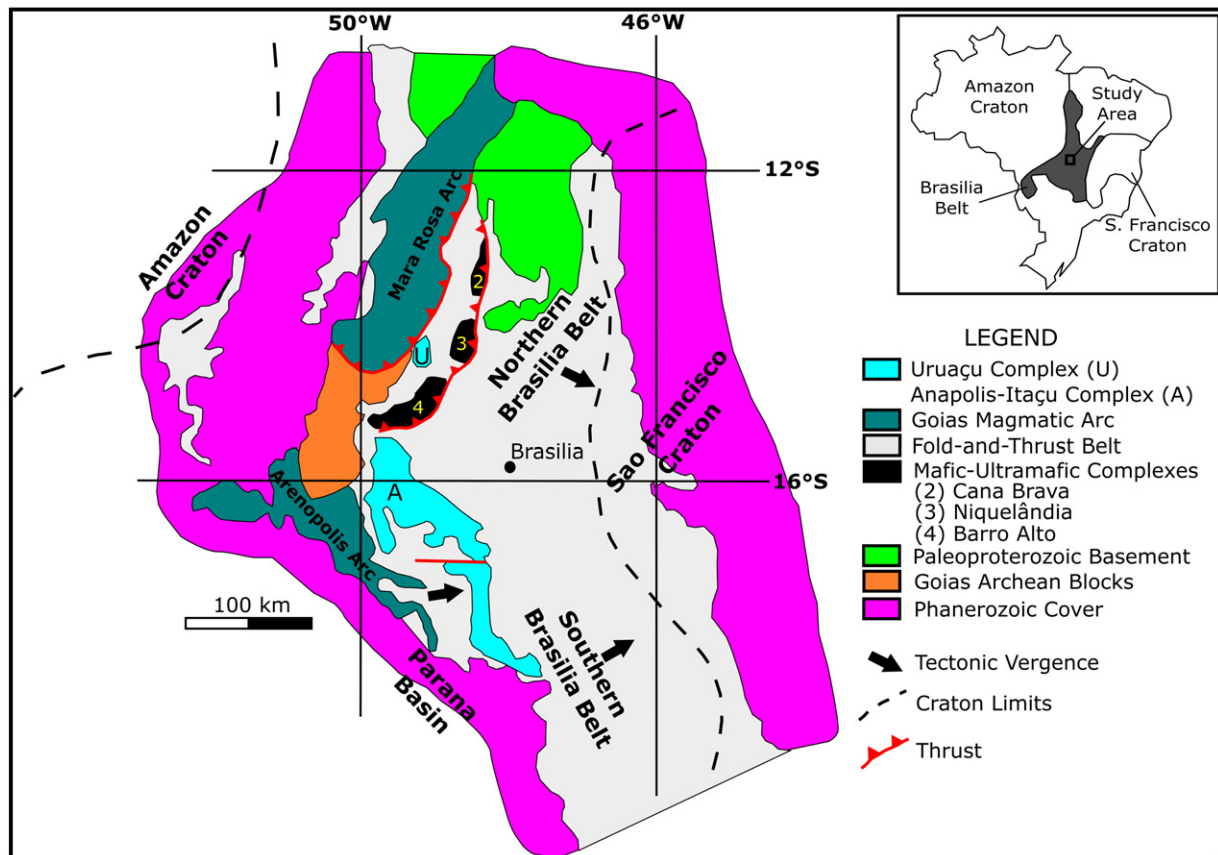 50°W
46°W
12°S
16°S
Amazon
Craton
Mara Rosa Arc
2
3
U
4
Northern
Brasilia Belt
Brasilia
Sao Francisco
Craton
A
Arenopolis Arc
100 km
Southern
Brasilia Belt
Parana
Basin
Amazon
Craton
Study
Area
Brasilia
Belt
S. Francisco
Craton
LEGEND
Uruaçu Complex (U)
Anapolis-Itaçu Complex (A)
Goias Magmatic Arc
Fold-and-Thrust Belt
Mafic-Ultramafic Complexes
(2) Cana Brava
(3) Niquelândia
(4) Barro Alto
Paleoproterozoic Basement
Goias Archean Blocks
Phanerozoic Cover
Tectonic Vergence
Craton Limits
Thrust